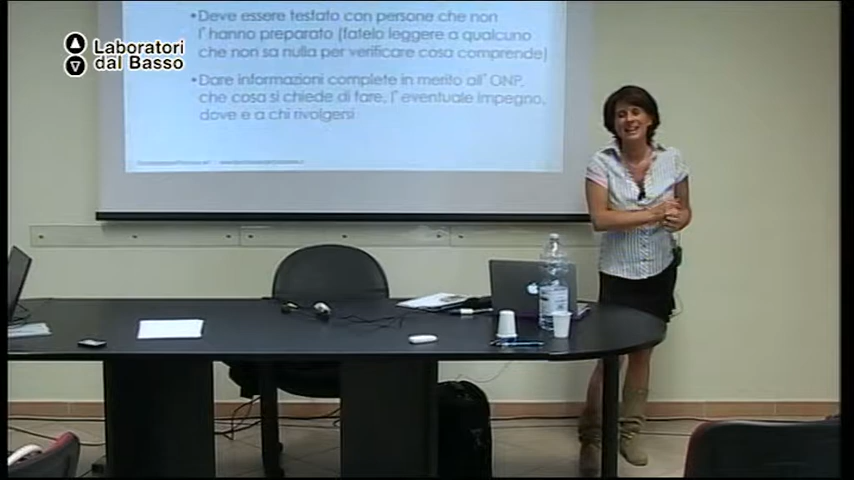 •Deve essere testato con persone che non
l'hanno preparato (fatelo leggere a qualcuno
che non sa nulla per verificare cosa comprende)
•Dare informazioni complete in merito all' ONP,
che cosa si chiede di fare, l'eventuale impegno,
dove e a chi rivolgersi
Laboratori
dal Basso